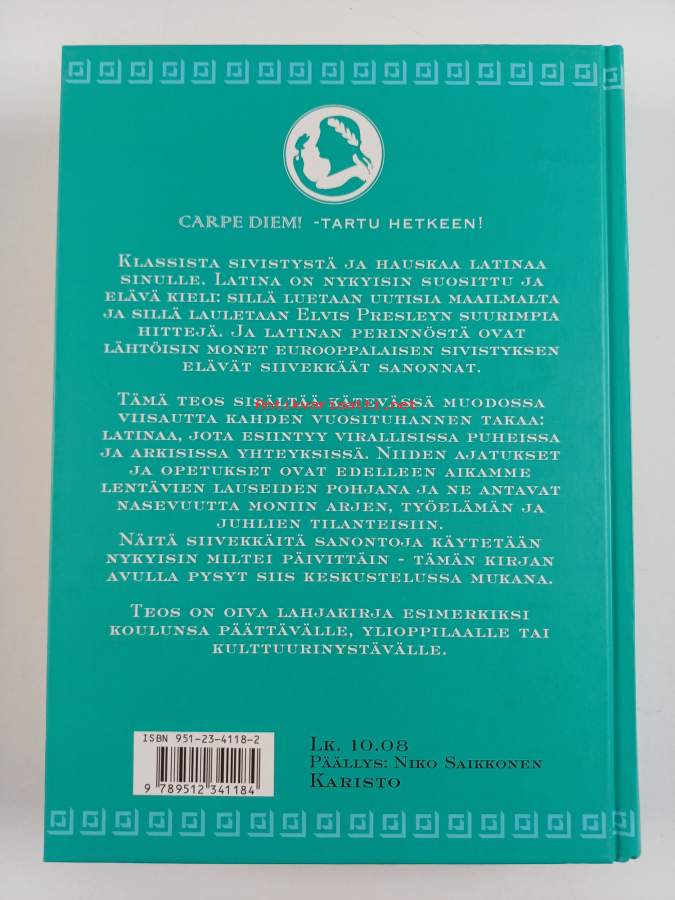 CARPE DIEM! -TARTU HETKEEN!
KLASSISTA SIVISTYSTÄ JA HAUSKAA LATINAA
SINULLE. LATINA ON NYKYISIN SUOSITTU JA
ELÄVÄ KIELI: SILLÄ LUETAAN UUTISIA MAAILMALTA
JA SILLÄ LAULETAAN ELVIS PRESLEYN SUURIMPIA
HITTEJÄ. JA LATINAN PERINNÖSTÄ OVAT
LÄHTÖISIN MONET EUROOPPALAISEN SIVISTYKSEN
ELÄVÄT SIIVEKKÄÄT SANONNAT.
TÄMÄ TEOS SISÄLTÄÄ KÄTEVÄSSÄ MUODOSSA
antikvariaatti.net
VIISAUTTA KAHDEN VUOSITUHANNEN TAKAA:
LATINAA, JOTA ESIINTYY VIRALLISISSA PUHEISSA
JA ARKISISSA YHTEYKSISSÄ. NIIDEN AJATUKSET
JA OPETUKSET OVAT EDELLEEN AIKAMME
LENTÄVIEN LAUSEIDEN POHJANA JA NE ANTAVAT
NASEVUUTTA MONIIN ARJEN, TYÖELÄMÄN JA
JUHLIEN TILANTEISIIN.
NÄITÄ SIIVEKKÄITÄ SANONTOJA KÄYTETÄÄN
NYKYISIN MILTEI PÄIVITTÄIN - TÄMÄN KIRJAN
AVULLA PYSYT SIIS KESKUSTELUSSA MUKANA.
TEOS ON OIVA LAHJAKIRJA ESIMERKIKSI
KOULUNSA PÄÄTTÄVÄLLE, YLIOPPILAALLE TAI
KULTTUURINYSTÄVÄLLE.
ISBN 951-23-4118-2
9 789512 341184
LK. 10.08
PÄÄLLYS: NIKO SAIKKONEN
KARISTO